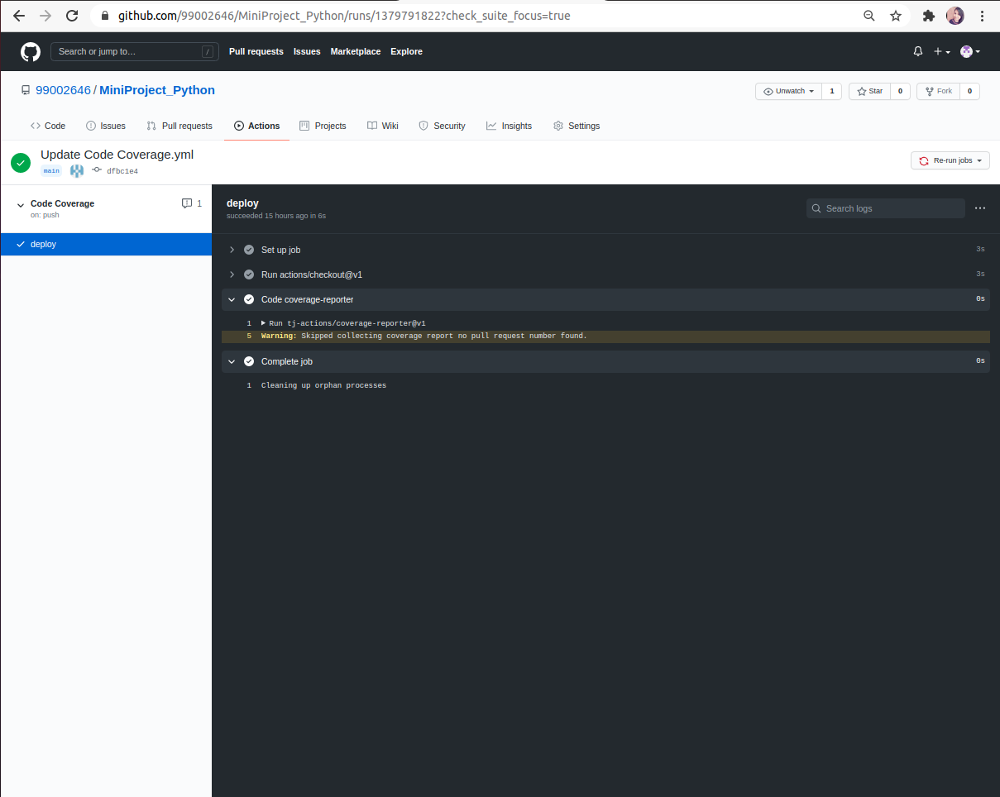 github.com/99002646/MiniProject_Python/runs/1379791822?check_suite_focus=true
Search or jump to… / Pull requests Issues Marketplace Explore
99002646 / MiniProject_Python Unwatch 1 Star 0 Fork 0
Code Issues Pull requests Actions Projects Wiki Security Insights Settings
Update Code Coverage.yml
main dfbc1e4 Re-run jobs
Code Coverage 1
on: push
deploy
deploy
succeeded 15 hours ago in 6s
Search logs
Set up job 3s
Run actions/checkout@v1 3s
Code coverage-reporter 0s
1 Run tj-actions/coverage-reporter@v1
5 Warning: Skipped collecting coverage report no pull request number found.
Complete job 0s
1 Cleaning up orphan processes